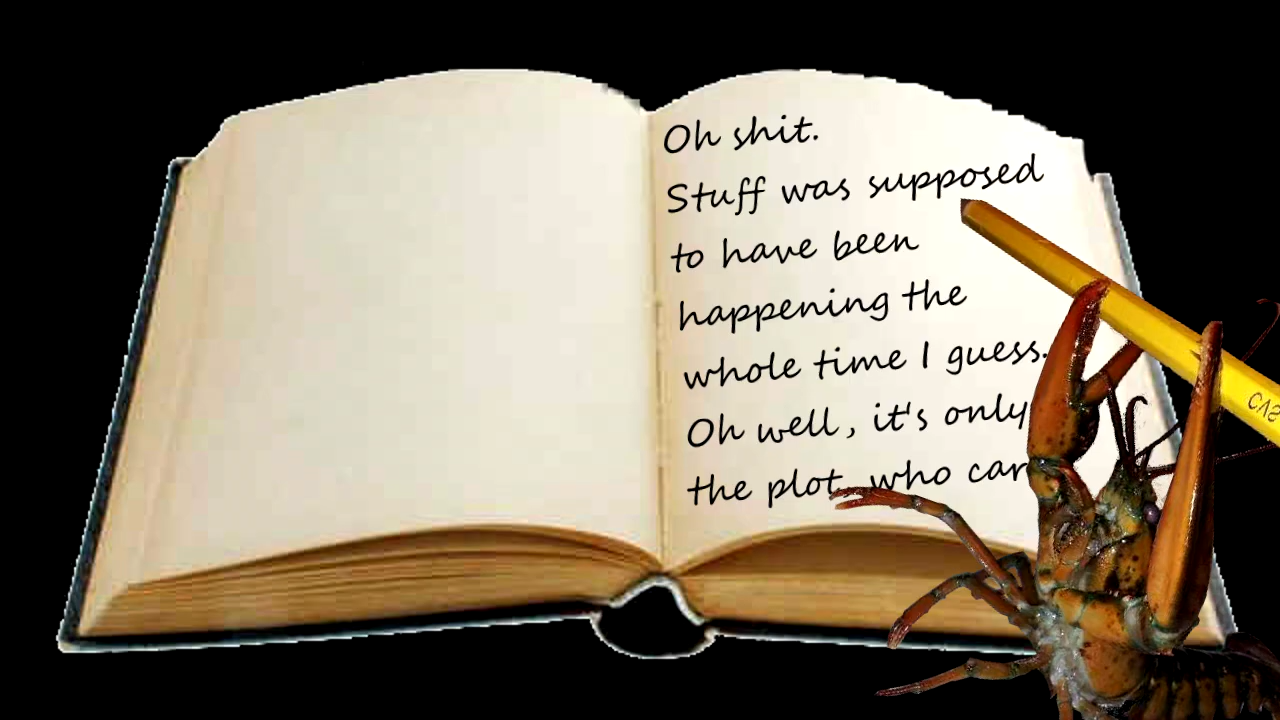 Oh shit.
Stuff was supposed
to have been
happening the
whole time I guess.
Oh well, it's only
the plot, who car